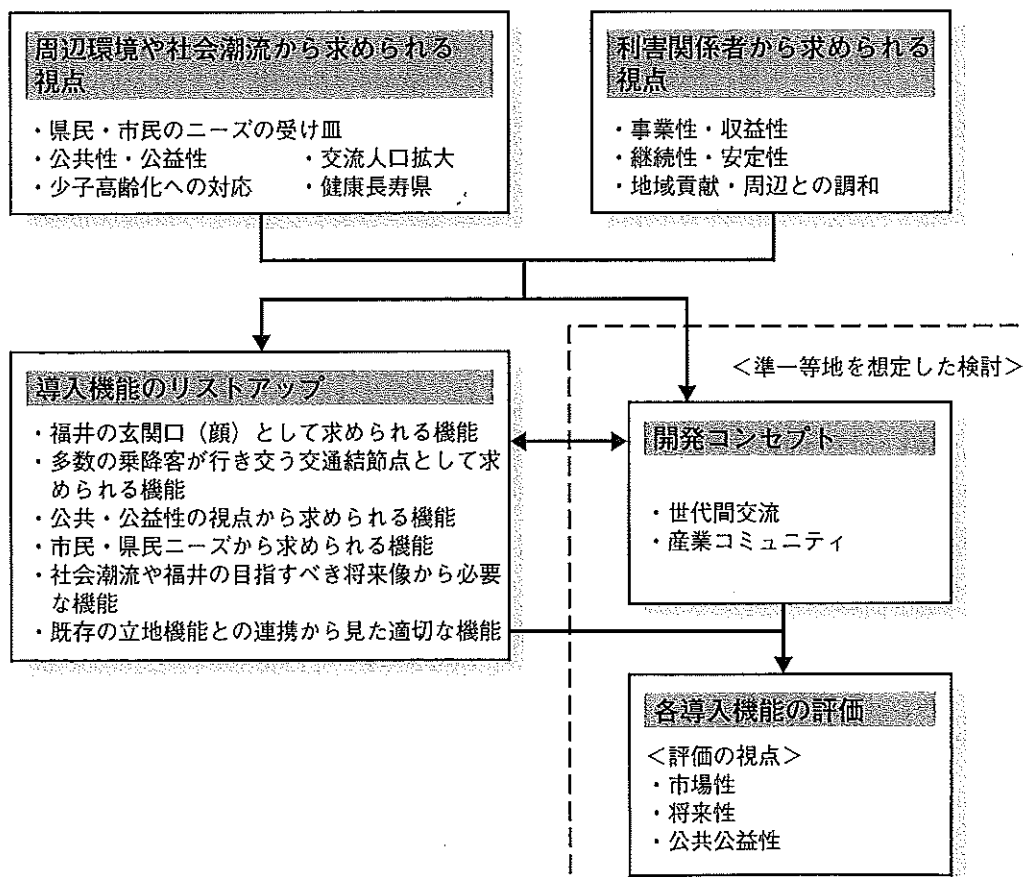 周辺環境や社会潮流から求められる
視点
・県民・市民のニーズの受け皿
・公共性・公益性 ・交流人口拡大
・少子高齢化への対応 ・健康長寿県
利害関係者から求められる
視点
・事業性・収益性
・継続性・安定性
・地域貢献・周辺との調和
導入機能のリストアップ
・福井の玄関口（顔）として求められる機能
・多数の乗降客が行き交う交通結節点として求
められる機能
・公共・公益性の視点から求められる機能
・市民・県民ニーズから求められる機能
・社会潮流や福井の目指すべき将来像から必要
な機能
・既存の立地機能との連携から見た適切な機能
＜準一等地を想定した検討＞
開発コンセプト
・世代間交流
・産業コミュニティ
各導入機能の評価
＜評価の視点＞
・市場性
・将来性
・公共公益性